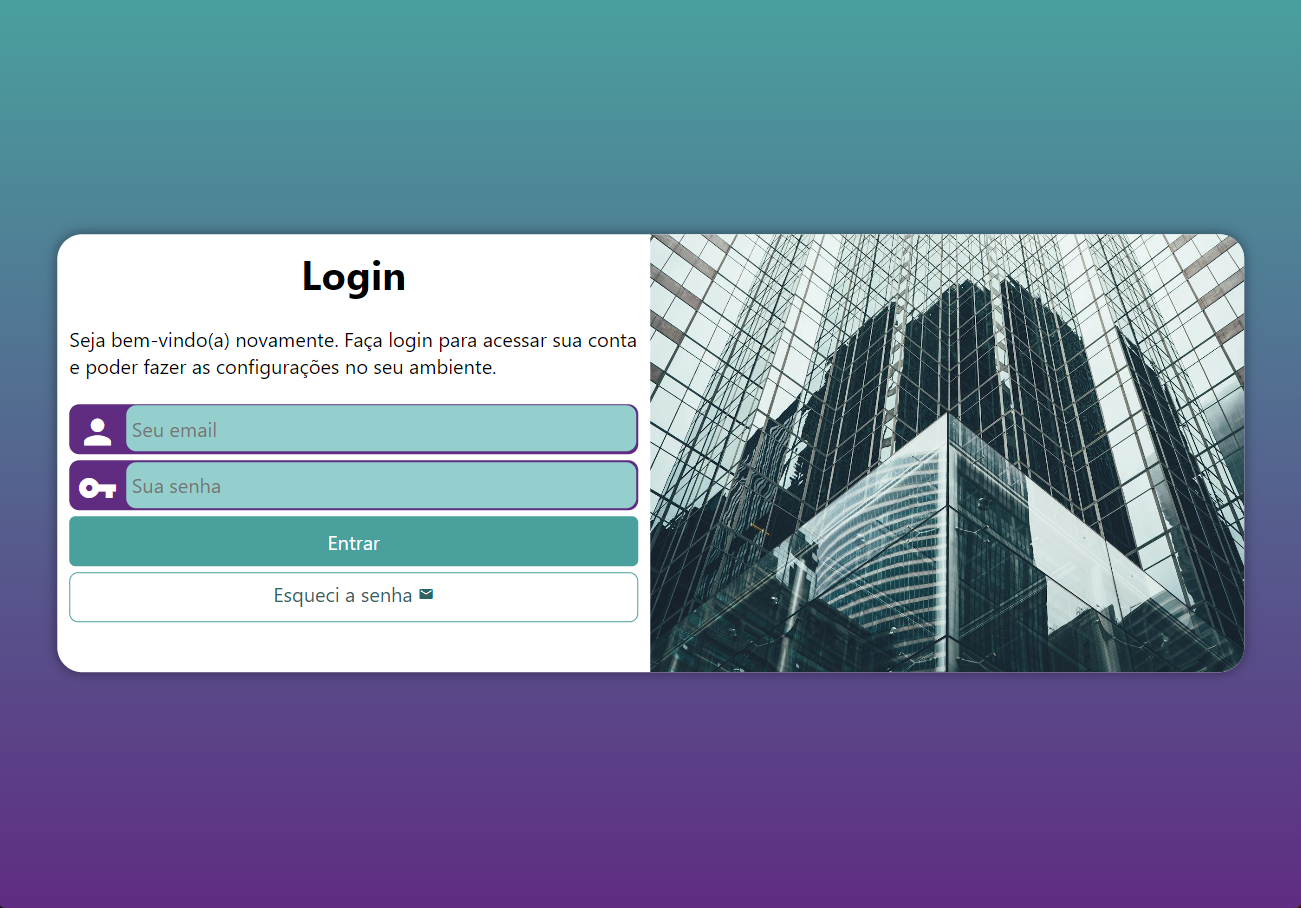 Login
Seja bem-vindo(a) novamente. Faça login para acessar sua conta
e poder fazer as configurações no seu ambiente.
Seu email
Sua senha
Entrar
Esqueci a senha